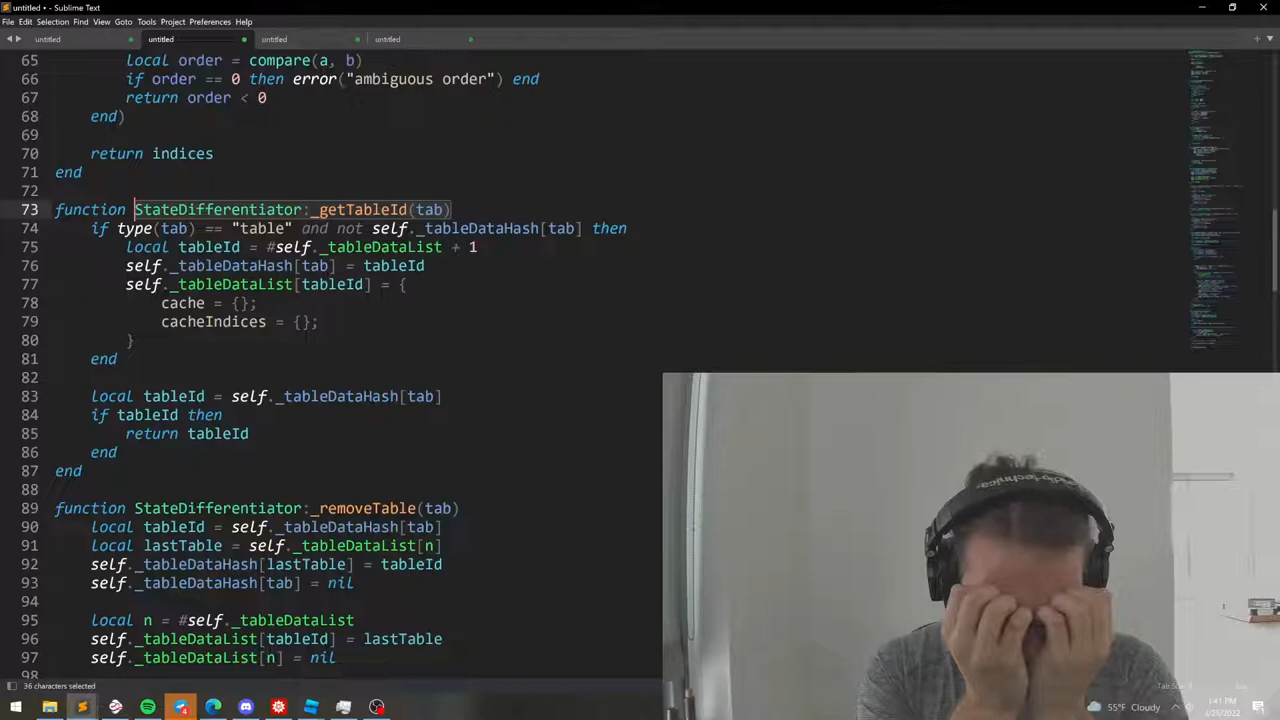 untitled • - Sublime Text
File Edit Selection Find View Goto Tools Project Preferences Help
untitled untitled untitled untitled
65 local order = compare(a, b)
66 if order == 0 then error("ambiguous order") end
67 return order < 0
68 end)
69
70 return indices
71 end
72
73 function StateDifferentiator:_getTableId(tab)
74 if type(tab) == "table" and not self._tableDataHash[tab] then
75 local tableId = #self._tableDataList + 1
76 self._tableDataHash[tab] = tableId
77 self._tableDataList[tableId] = {
78 cache = {};
79 cacheIndices = {};
80 }
81 end
82
83 local tableId = self._tableDataHash[tab]
84 if tableId then
85 return tableId
86 end
87 end
88
89 function StateDifferentiator:_removeTable(tab)
90 local tableId = self._tableDataHash[tab]
91 local lastTable = self._tableDataList[n]
92 self._tableDataHash[lastTable] = tableId
93 self._tableDataHash[tab] = nil
94
95 local n = #self._tableDataList
96 self._tableDataList[tableId] = lastTable
97 self._tableDataList[n] = nil
98
audio-technica
36 characters selected
55°F Cloudy
1:41 PM